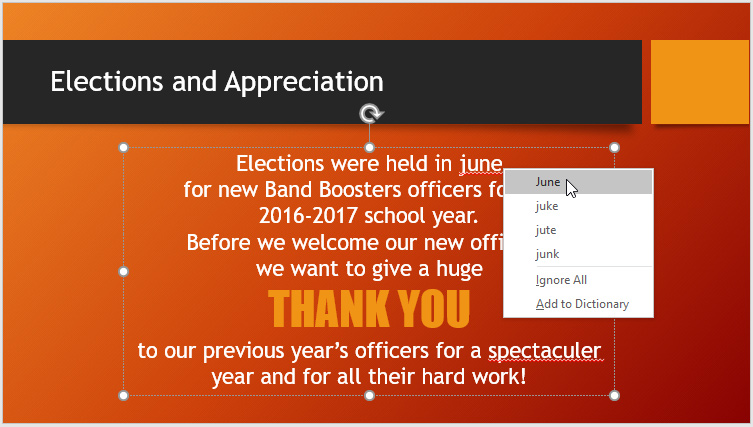 Elections and Appreciation
Elections were held in june
for new Band Boosters officers
2016-2017 school year.
Before we welcome our new
we want to give a huge
THANK YOU
to our previous year’s officers for a spectaculer
year and for all their hard work!
June
juke
jute
junk
Ignore All
Add to Dictionary